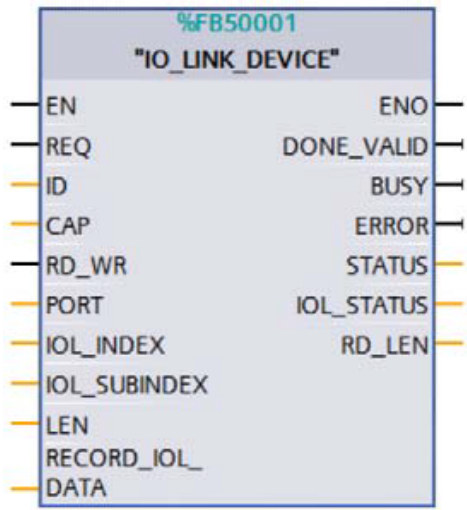 %FB50001
"IO_LINK_DEVICE"
EN ENO
REQ DONE_VALID
ID BUSY
CAP ERROR
RD_WR STATUS
PORT IOL_STATUS
IOL_INDEX RD_LEN
IOL_SUBINDEX
LEN
RECORD_IOL_
DATA